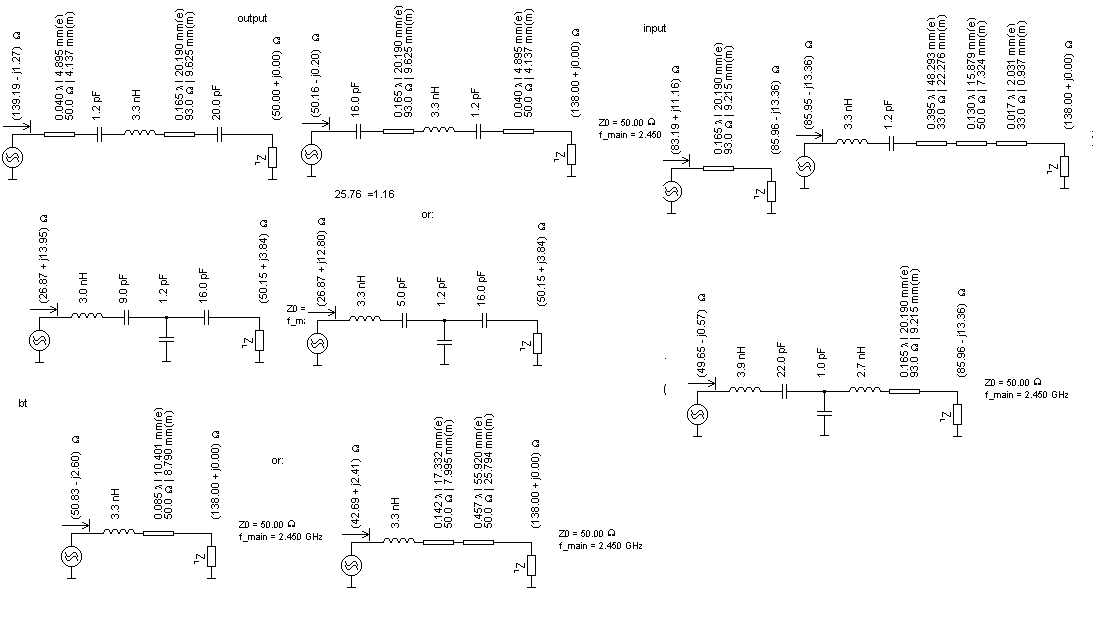 output
(139.19 - j1.27) Ω
0.040 λ | 4.895 mm(e)
50.0 Ω | 4.137 mm(m)
1.2 pF
3.3 nH
0.165 λ | 20.190 mm(e)
93.0 Ω | 9.625 mm(m)
20.0 pF
(50.00 + j0.00) Ω
ZL
(50.16 - j0.20) Ω
16.0 pF
0.165 λ | 20.190 mm(e)
93.0 Ω | 9.625 mm(m)
3.3 nH
1.2 pF
0.040 λ | 4.895 mm(e)
50.0 Ω | 4.137 mm(m)
(138.00 + j0.00) Ω
ZL
Z0 = 50.00 Ω
f_main = 2.450
25.76 =1.16
input
(83.19 + j11.16) Ω
0.165 λ | 20.190 mm(e)
93.0 Ω | 9.215 mm(m)
(85.96 - j13.36) Ω
ZL
(85.95 - j13.36) Ω
3.3 nH
1.2 pF
0.395 λ | 48.293 mm(e)
33.0 Ω | 22.276 mm(m)
0.130 λ | 15.879 mm(e)
50.0 Ω | 7.324 mm(m)
0.017 λ | 2.031 mm(e)
33.0 Ω | 0.937 mm(m)
(138.00 + j0.00) Ω
ZL
(26.87 + j13.95) Ω
3.0 nH
9.0 pF
1.2 pF
16.0 pF
(50.15 + j3.84) Ω
ZL
or:
Z0 =
f_m:
(26.87 + j12.80) Ω
3.3 nH
5.0 pF
1.2 pF
16.0 pF
(50.15 + j3.84) Ω
ZL
(49.65 - j0.57) Ω
3.9 nH
22.0 pF
1.0 pF
2.7 nH
0.165 λ | 20.190 mm(e)
93.0 Ω | 9.215 mm(m)
(85.96 - j13.36) Ω
ZL
Z0 = 50.00 Ω
f_main = 2.450 GHz
bt
(50.83 - j2.60) Ω
3.3 nH
0.085 λ | 10.401 mm(e)
50.0 Ω | 8.790 mm(m)
(138.00 + j0.00) Ω
ZL
Z0 = 50.00 Ω
f_main = 2.450 GHz
or:
(42.69 + j2.41) Ω
3.3 nH
0.142 λ | 17.332 mm(e)
50.0 Ω | 7.995 mm(m)
0.457 λ | 55.920 mm(e)
50.0 Ω | 25.794 mm(m)
(138.00 + j0.00) Ω
ZL
Z0 = 50.00 Ω
f_main = 2.450 GHz